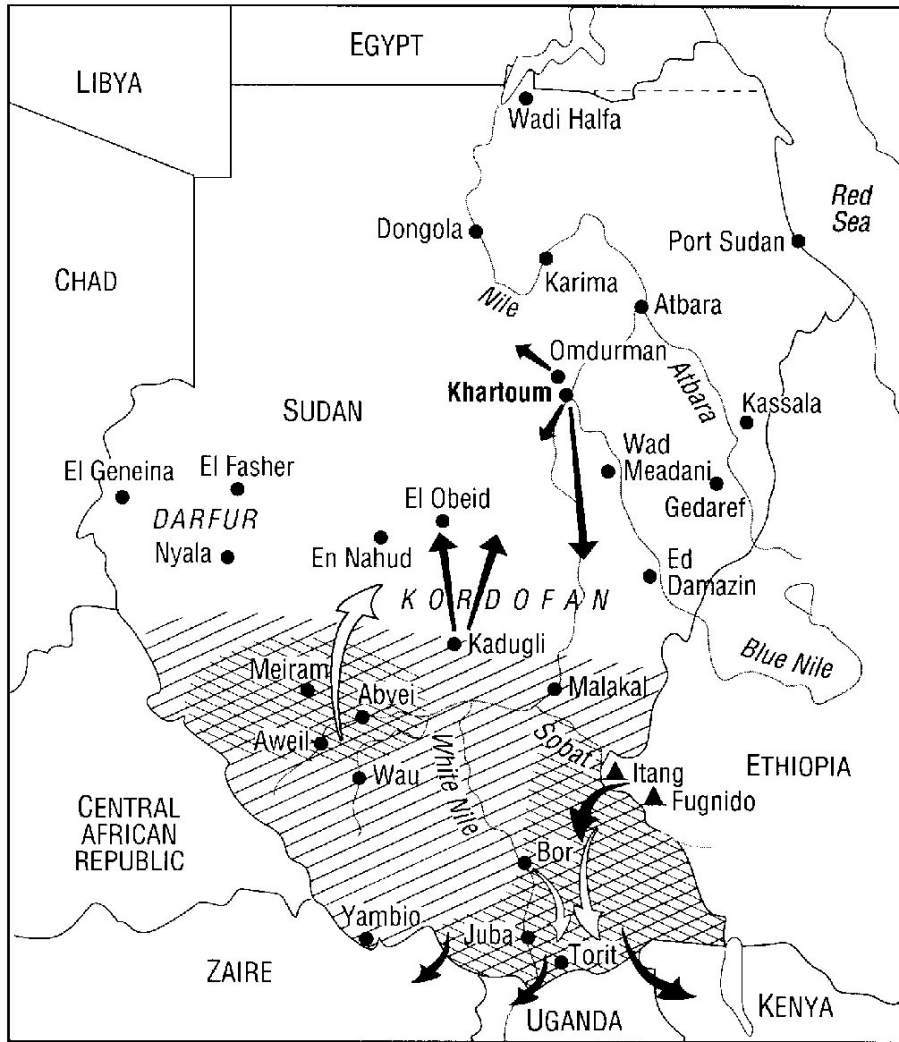 EGYPT
LIBYA
Wadi Halfa
Red
Sea
Dongola
Port Sudan
CHAD
Karima
Nile
Atbara
Omdurman
Atbara
Khartoum
Kassala
SUDAN
Wad
Meadani
El Geneina
El Fasher
El Obeid
Gedaref
DARFUR
En Nahud
Nyala
Ed
Damazin
KORDOFAN
Kadugli
Blue Nile
Meiram
Malakal
Abyei
Sobat
Aweil
White Nile
Itang
ETHIOPIA
Wau
Fugnido
CENTRAL
AFRICAN
REPUBLIC
Bor
Yambio
Juba
Torit
ZAIRE
KENYA
UGANDA